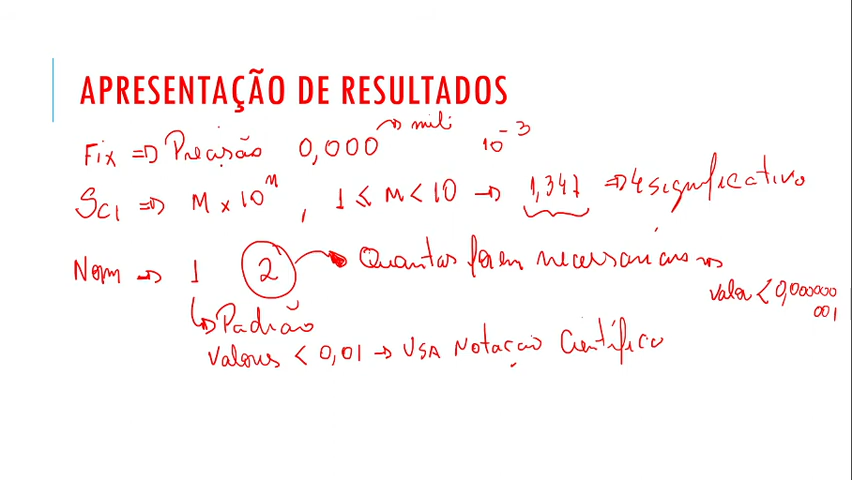 APRESENTAÇÃO DE RESULTADOS
Fix => Precisão 0,000 → mili 10^-3
Sci => M x 10^n , 1 ≤ M < 10 → 1,347 => 4 significativo
Norm => 1 2 → Quantas forem necessárias →
valor < 0,000000
001
↳ Padrão
Valores < 0,01 → USA Notação Científica